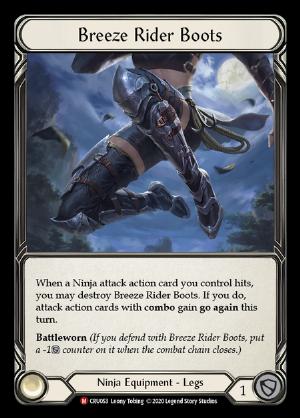 Breeze Rider Boots
When a Ninja attack action card you control hits,
you may destroy Breeze Rider Boots. If you do,
attack action cards with combo gain go again this
turn.
Battleworn (If you defend with Breeze Rider Boots, put
a -1 counter on it when the combat chain closes.)
Ninja Equipment - Legs
1
M CRU053 Leony Tobing © 2020 Legend Story Studios